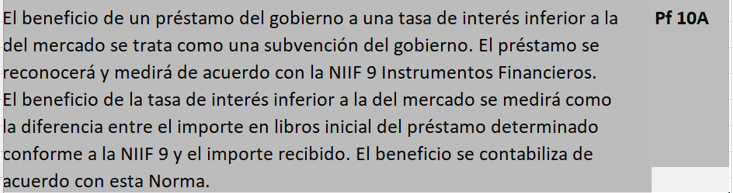 El beneficio de un préstamo del gobierno a una tasa de interés inferior a la Pf 10A
del mercado se trata como una subvención del gobierno. El préstamo se
reconocerá y medirá de acuerdo con la NIIF 9 Instrumentos Financieros.
El beneficio de la tasa de interés inferior a la del mercado se medirá como
la diferencia entre el importe en libros inicial del préstamo determinado
conforme a la NIIF 9 y el importe recibido. El beneficio se contabiliza de
acuerdo con esta Norma.